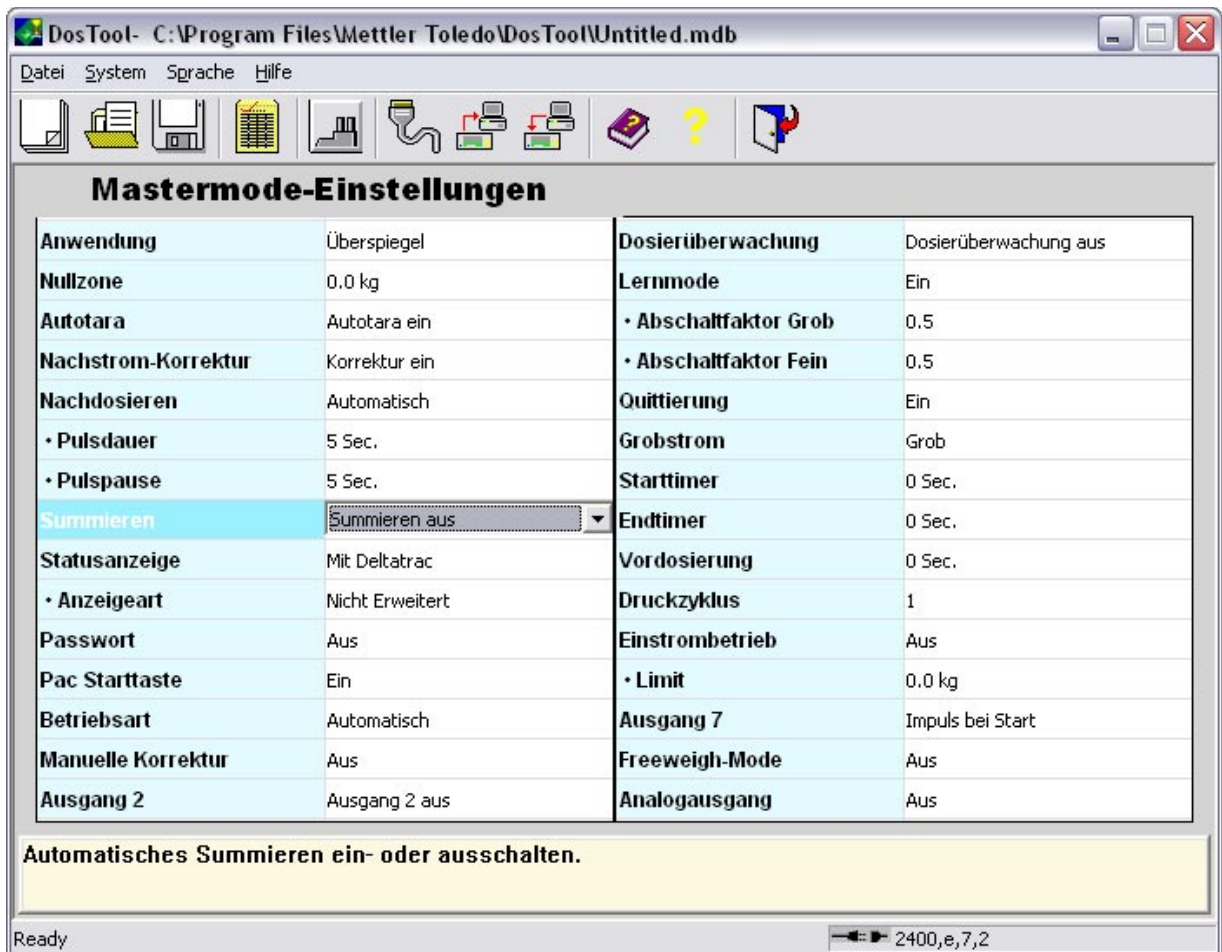 DosTool- C:\Program Files\Mettler Toledo\DosTool\Untitled.mdb
Datei System Sprache Hilfe
Mastermode-Einstellungen
Anwendung Überspiegel
Nullzone 0.0 kg
Autotara Autotara ein
Nachstrom-Korrektur Korrektur ein
Nachdosieren Automatisch
• Pulsdauer 5 Sec.
• Pulspause 5 Sec.
Summieren Summieren aus
Statusanzeige Mit Deltatrac
• Anzeigeart Nicht Erweitert
Passwort Aus
Pac Starttaste Ein
Betriebsart Automatisch
Manuelle Korrektur Aus
Ausgang 2 Ausgang 2 aus
Dosierüberwachung Dosierüberwachung aus
Lernmode Ein
• Abschaltfaktor Grob 0.5
• Abschaltfaktor Fein 0.5
Quittierung Ein
Grobstrom Grob
Starttimer 0 Sec.
Endtimer 0 Sec.
Vordosierung 0 Sec.
Druckzyklus 1
Einstrombetrieb Aus
• Limit 0.0 kg
Ausgang 7 Impuls bei Start
Freeweigh-Mode Aus
Analogausgang Aus
Automatisches Summieren ein- oder ausschalten.
Ready 2400,e,7,2